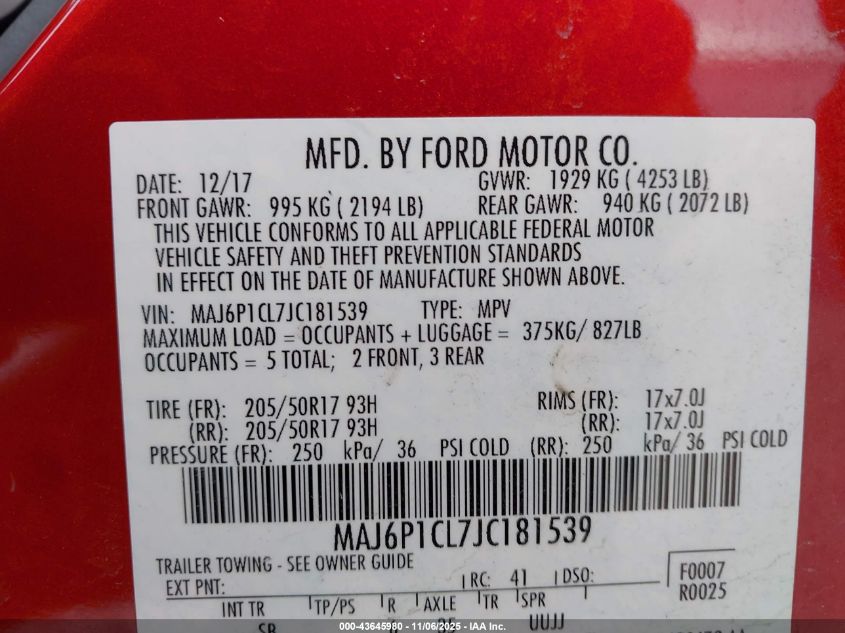 MFD. BY FORD MOTOR CO.
DATE: 12/17 GVWR: 1929 KG ( 4253 LB)
FRONT GAWR: 995 KG ( 2194 LB) REAR GAWR: 940 KG ( 2072 LB)
THIS VEHICLE CONFORMS TO ALL APPLICABLE FEDERAL MOTOR
VEHICLE SAFETY AND THEFT PREVENTION STANDARDS
IN EFFECT ON THE DATE OF MANUFACTURE SHOWN ABOVE.
VIN: MAJ6P1CL7JC181539 TYPE: MPV
MAXIMUM LOAD = OCCUPANTS + LUGGAGE = 375KG/ 827LB
OCCUPANTS = 5 TOTAL; 2 FRONT, 3 REAR
TIRE (FR): 205/50R17 93H RIMS (FR): 17x7.0J
(RR): 205/50R17 93H (RR): 17x7.0J
PRESSURE (FR): 250 kPa/ 36 PSI COLD (RR): 250 kPa/ 36 PSI COLD
MAJ6P1CL7JC181539
TRAILER TOWING - SEE OWNER GUIDE
EXT PNT: RC: 41 DSO: F0007
R0025
INT TR TP/PS R AXLE TR SPR
UUJJ
000-43645980 - 11/06/2025 - IAA Inc.